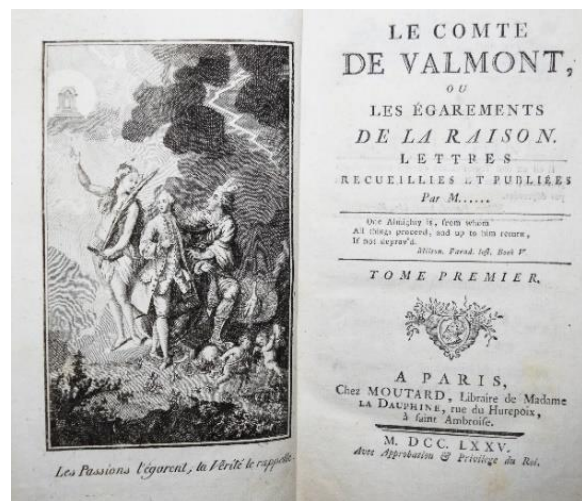 Les Passions l'égarent, la Vérité le rappelle.
LE COMTE
DE VALMONT,
OU
LES ÉGAREMENTS
DE LA RAISON.
LETTRES
RECUEILLIES ET PUBLIÉES
Par M......
One Almighty is, from whom
All things proceed, and up to him return,
If not deprav'd.
Milton. Parad. lost. Book V
TOME PREMIER.
A PARIS,
Chez MOUTARD, Libraire de Madame
LA DAUPHINE, rue du Hurepoix,
à saint Ambroise.
M. DCC. LXXV.
Avec Approbation & Privilege du Roi.